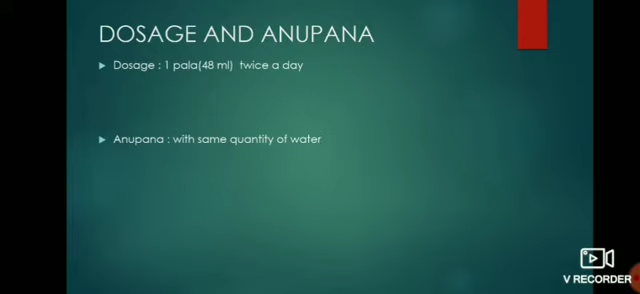 DOSAGE AND ANUPANA
Dosage : 1 pala(48 ml) twice a day
Anupana : with same quantity of water
V RECORDER